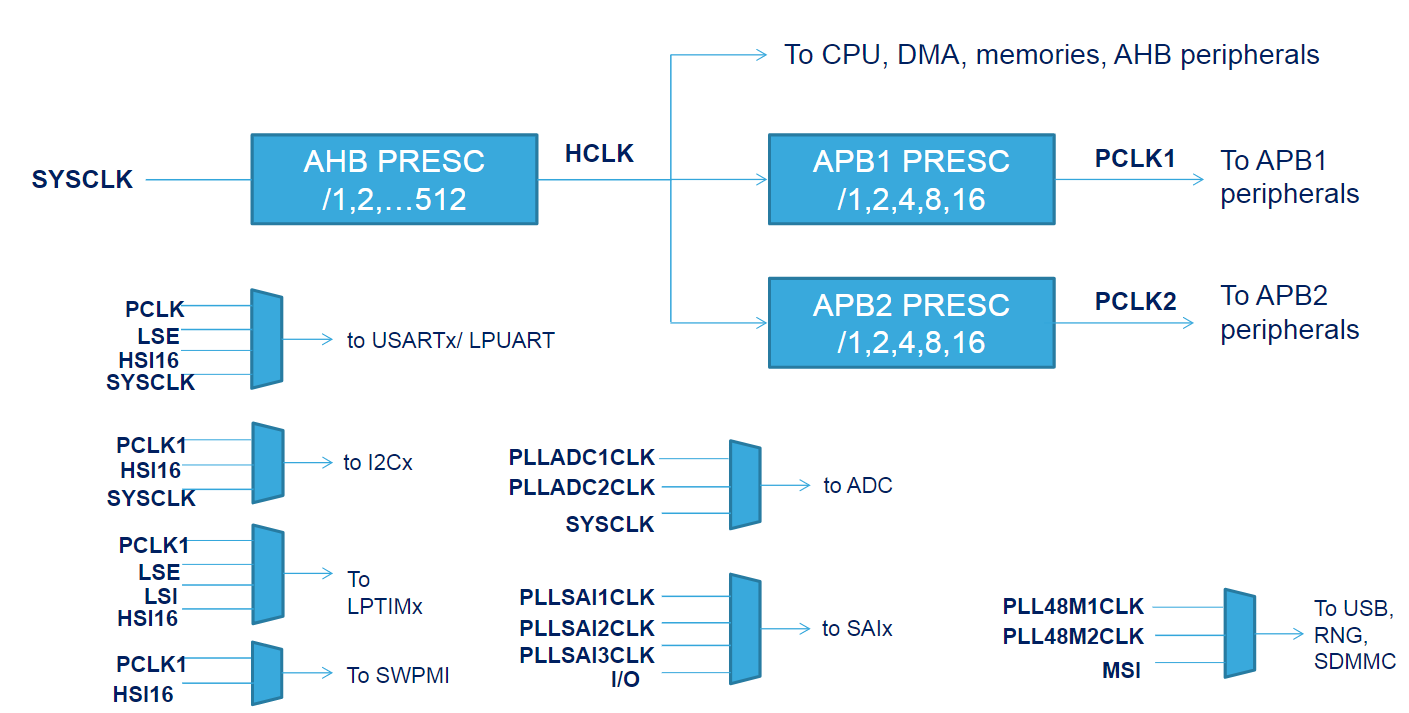 To CPU, DMA, memories, AHB peripherals
SYSCLK
AHB PRESC
/1,2,…512
HCLK
APB1 PRESC
/1,2,4,8,16
PCLK1
To APB1
peripherals
APB2 PRESC
/1,2,4,8,16
PCLK2
To APB2
peripherals
PCLK
LSE
HSI16
SYSCLK
to USARTx/ LPUART
PCLK1
HSI16
SYSCLK
to I2Cx
PCLK1
LSE
LSI
HSI16
To
LPTIMx
PCLK1
HSI16
To SWPMI
PLLADC1CLK
PLLADC2CLK
SYSCLK
to ADC
PLLSAI1CLK
PLLSAI2CLK
PLLSAI3CLK
I/O
to SAIx
PLL48M1CLK
PLL48M2CLK
MSI
To USB,
RNG,
SDMMC